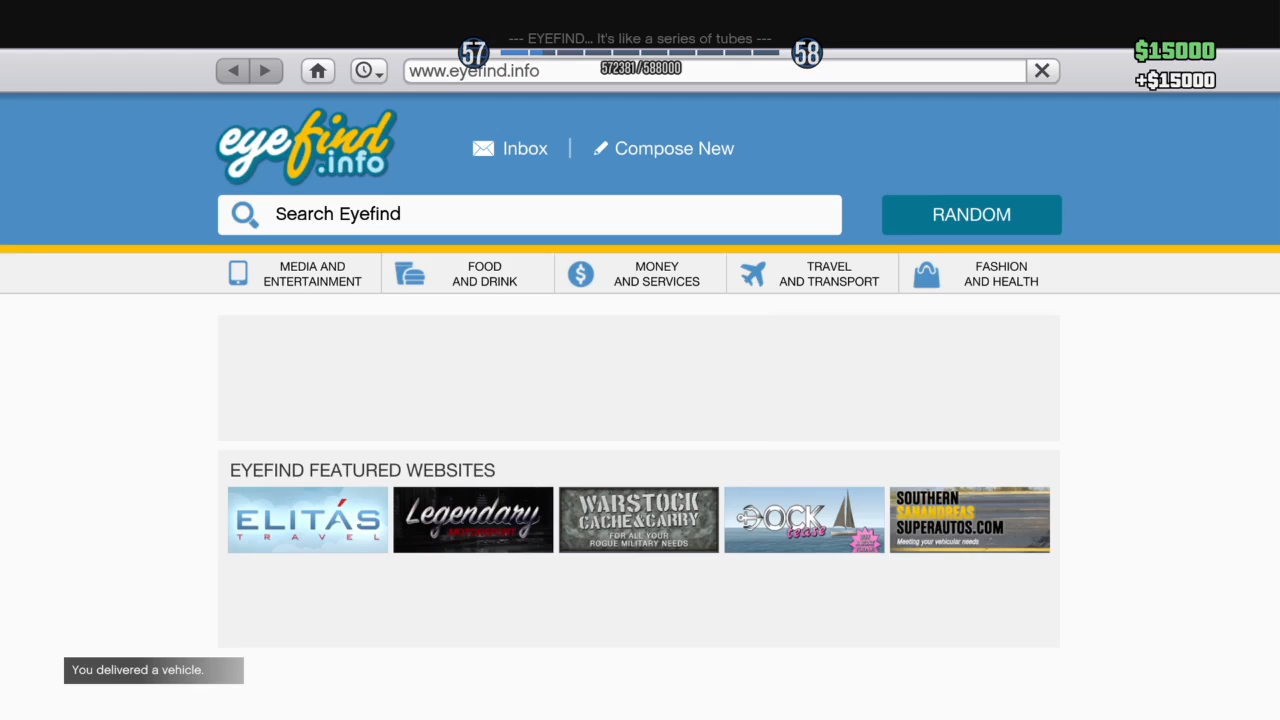 --- EYEFIND... It's like a series of tubes ---
57
58
$15000
www.eyefind.info
572381/588000
+$15000
eyefind
.info
Inbox
Compose New
Search Eyefind
RANDOM
MEDIA AND
ENTERTAINMENT
FOOD
AND DRINK
MONEY
AND SERVICES
TRAVEL
AND TRANSPORT
FASHION
AND HEALTH
EYEFIND FEATURED WEBSITES
ELITÁS
TRAVEL
Legendary
MOTORSPORT
WARSTOCK
CACHE&CARRY
FOR ALL YOUR
ROGUE MILITARY NEEDS
DOCK
tease
SOUTHERN
SANANDREAS
SUPERAUTOS.COM
Meeting your vehicular needs
You delivered a vehicle.